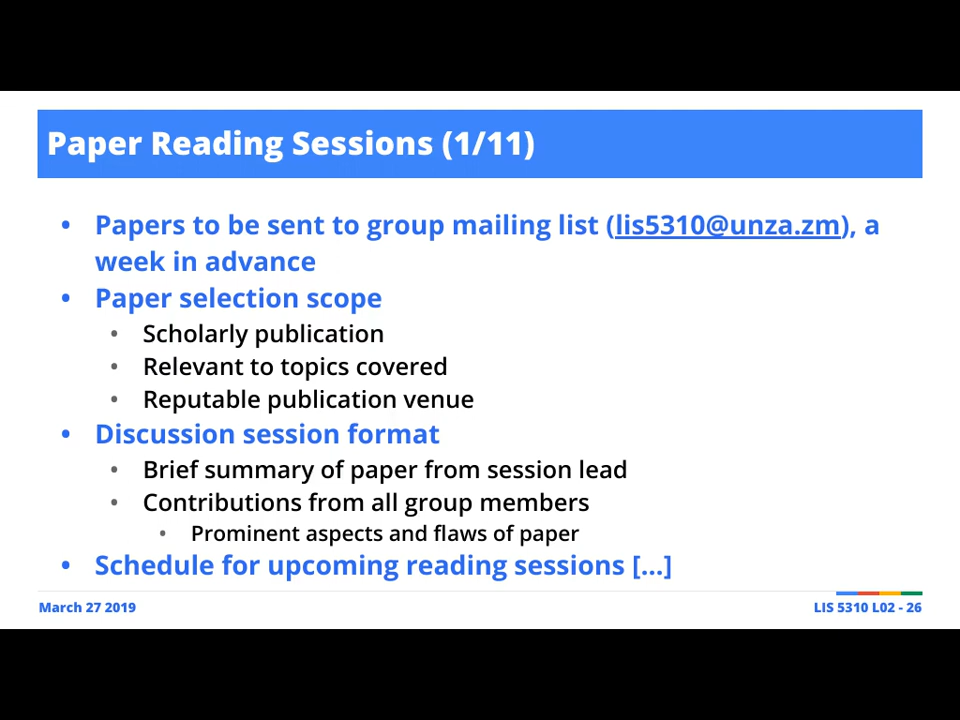 Paper Reading Sessions (1/11)
• Papers to be sent to group mailing list (lis5310@unza.zm), a
week in advance
• Paper selection scope
• Scholarly publication
• Relevant to topics covered
• Reputable publication venue
• Discussion session format
• Brief summary of paper from session lead
• Contributions from all group members
• Prominent aspects and flaws of paper
• Schedule for upcoming reading sessions [...]
March 27 2019
LIS 5310 L02 - 26